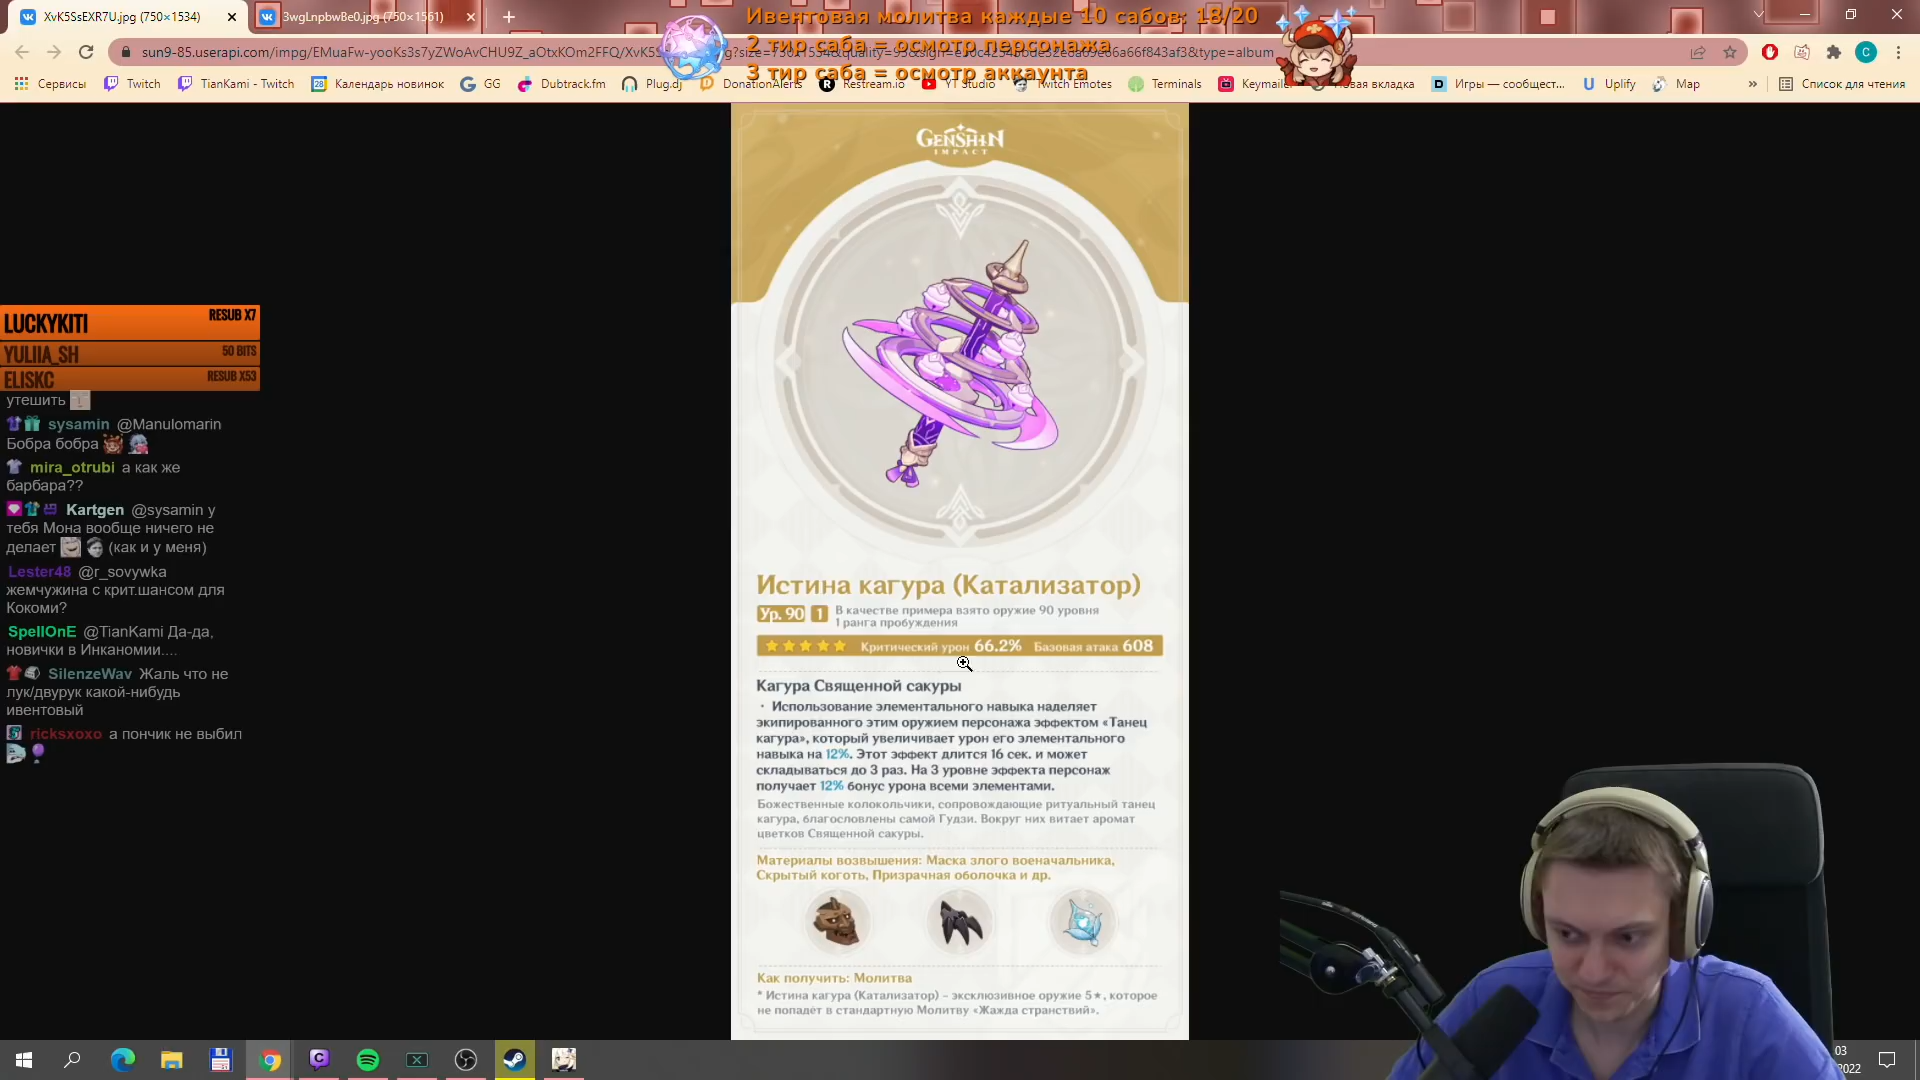 XvK5SsEXR7U.jpg (750×1534)
3wgLnpbwBe0.jpg (750×1561)
Ивентовая молитва каждые 10 сабов: 18/20
2 тир саба = осмотр персонажа
3 тир саба = осмотр аккаунта
Сервисы
Twitch
TianKami - Twitch
Календарь новинок
GG
Dubtrack.fm
Plug.dj
DonationAlerts
Restream.io
YT Studio
Twitch Emotes
Terminals
Новая вкладка
Игры — сообщест...
Uplify
Map
Список для чтения
GENSHIN
IMPACT
LUCKYKITI RESUB X7
YULIIA_SH 50 BITS
ELISKC RESUB X53
утешить
sysamin @Manulomarin
Бобра бобра
mira_otrubi а как же
барбара??
Kartgen @sysamin у
тебя Мона вообще ничего не
делает (как и у меня)
Lester48 @r_sovywka
жемчужина с крит.шансом для
Кокоми?
SpellOnE @TianKami Да-да,
новички в Инканомии....
SilenzeWav Жаль что не
лук/двурук какой-нибудь
ивентовый
ricksxoxo а пончик не выбил
Истина кагура (Катализатор)
Ур. 90 1 В качестве примера взято оружие 90 уровня
1 ранга пробуждения
Критический урон 66.2% Базовая атака 608
Кагура Священной сакуры
· Использование элементального навыка наделяет
экипированного этим оружием персонажа эффектом «Танец
кагура», который увеличивает урон его элементального
навыка на 12%. Этот эффект длится 16 сек. и может
складываться до 3 раз. На 3 уровне эффекта персонаж
получает 12% бонус урона всеми элементами.
Божественные колокольчики, сопровождающие ритуальный танец
кагура, благословлены самой Гудзи. Вокруг них витает аромат
цветков Священной сакуры.
Материалы возвышения: Маска злого военачальника,
Скрытый коготь, Призрачная оболочка и др.
Как получить: Молитва
* Истина кагура (Катализатор) – эксклюзивное оружие 5★, которое
не попадёт в стандартную Молитву «Жажда странствий».
03
2022